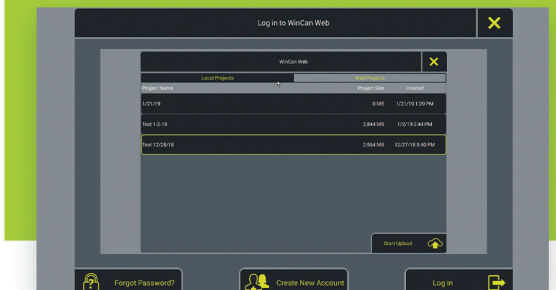 Log in to WinCan Web
WinCan Web
Local Projects Web Projects
Project Name Project Size Created
1/21/19 0 MB 1/21/19 1:39 PM
Test 1-2-19 3,844 MB 1/2/19 2:44 PM
Test 12/28/18 3,954 MB 12/27/18 5:40 PM
Start Upload
Forgot Password? Create New Account Log in